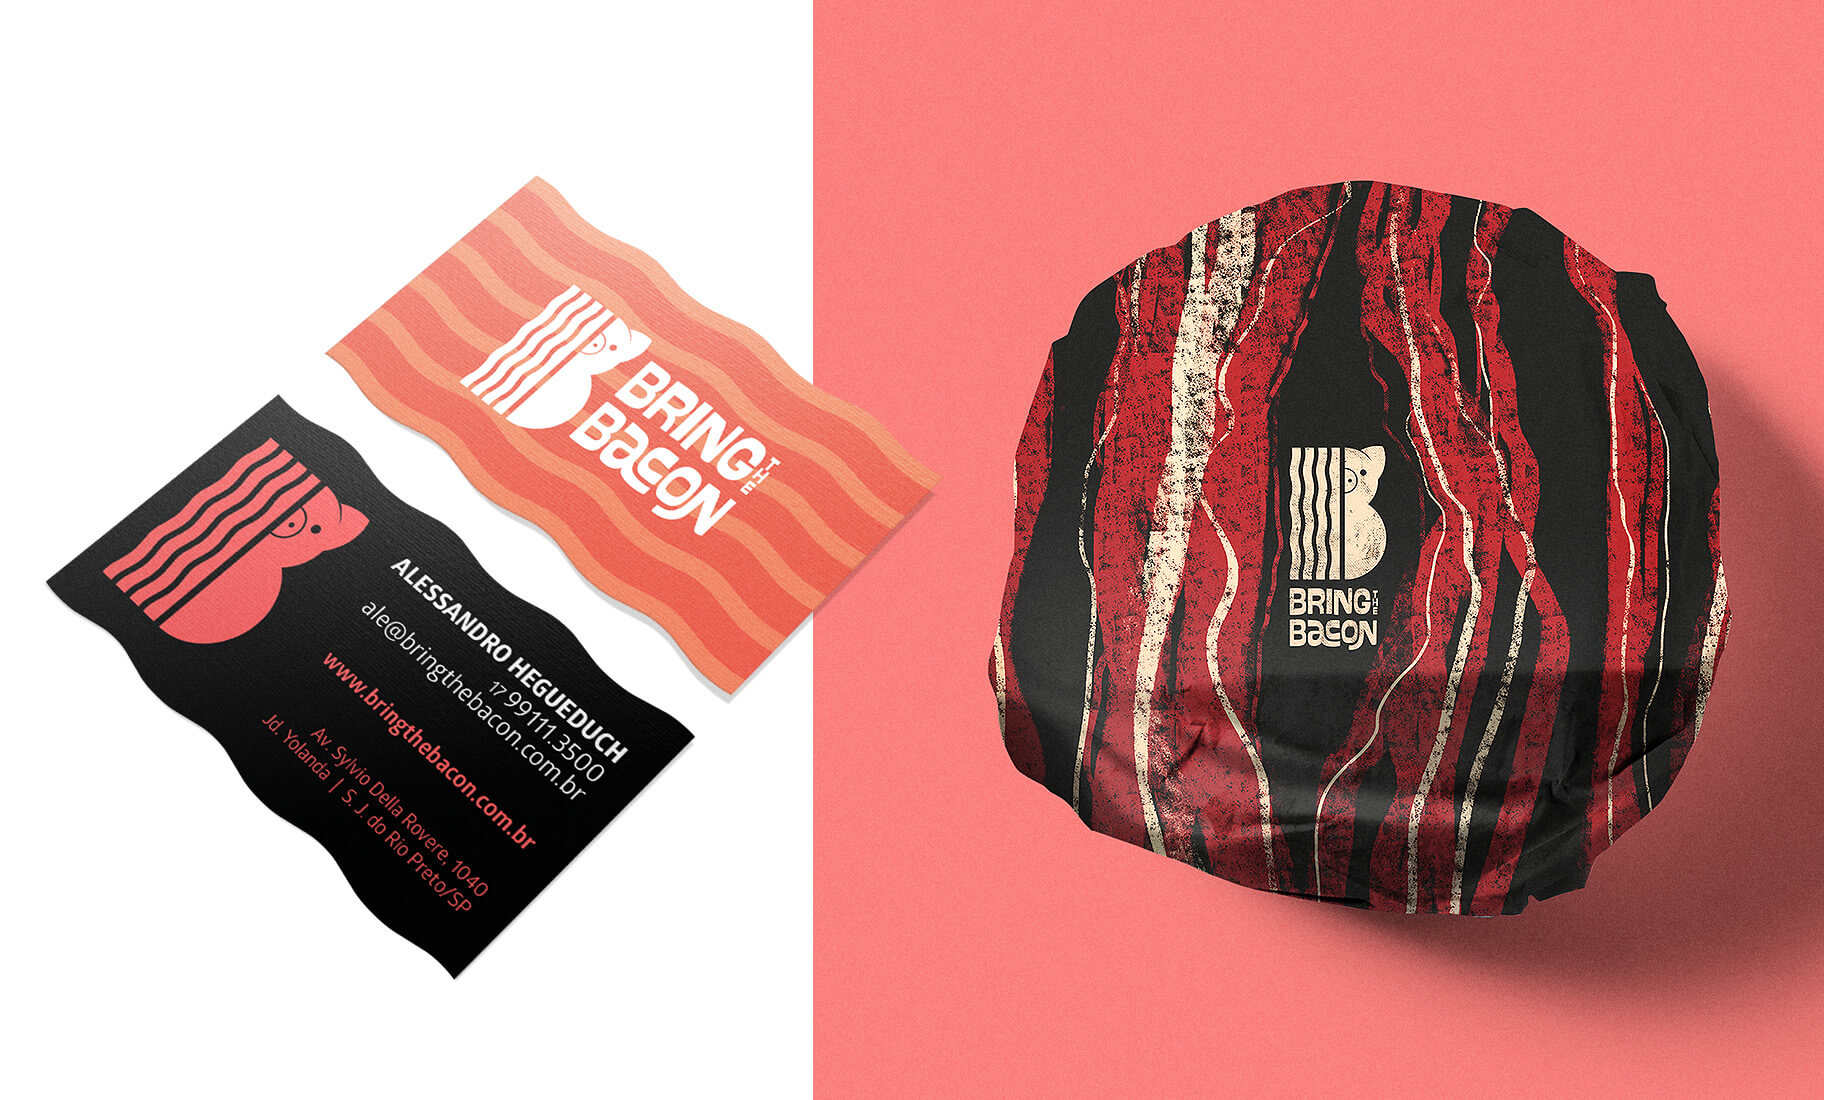 BRING THE
BACON
ALESSANDRO HEGUEDUCH
17 99111.3500
ale@bringthebacon.com.br
www.bringthebacon.com.br
Av. Sylvio Della Rovere, 1040
Jd. Yolanda | S. J. do Rio Preto/SP
BRING THE
BACON